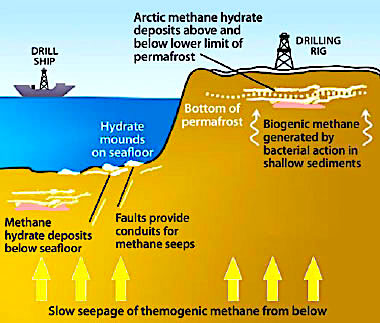 Arctic methane hydrate
deposits above and
below lower limit of
permafrost
DRILLING
RIG
DRILL
SHIP
Bottom of
permafrost
Hydrate
mounds
on seafloor
Biogenic methane
generated by
bacterial action in
shallow sediments
Methane
hydrate deposits
below seafloor
Faults provide
conduits for
methane seeps
Slow seepage of themogenic methane from below